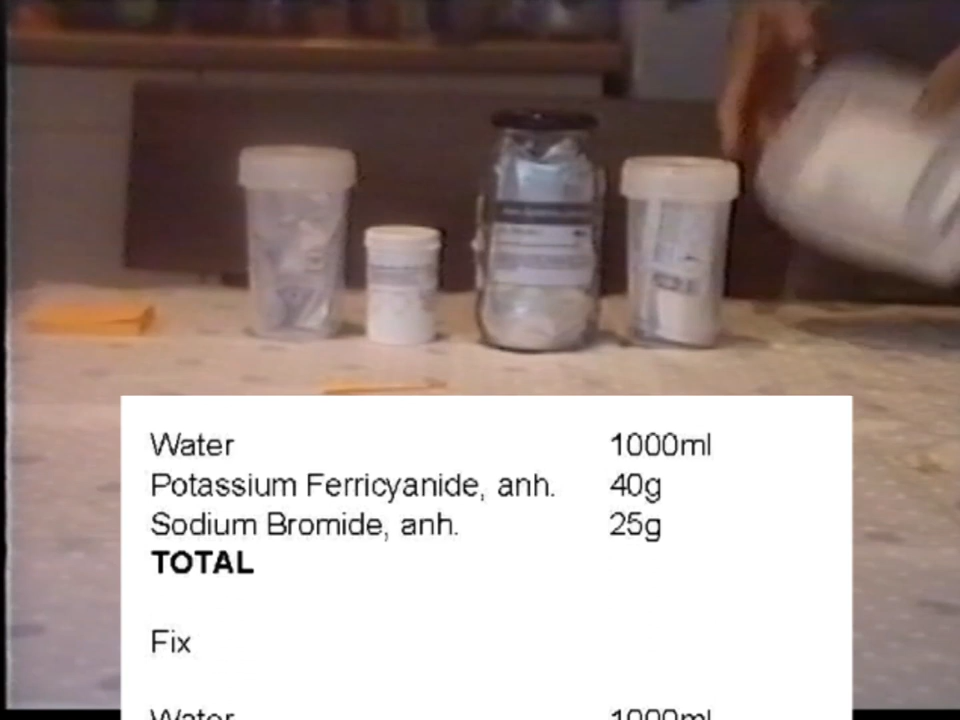 Water 1000ml
Potassium Ferricyanide, anh. 40g
Sodium Bromide, anh. 25g
TOTAL
Fix
Water 1000ml